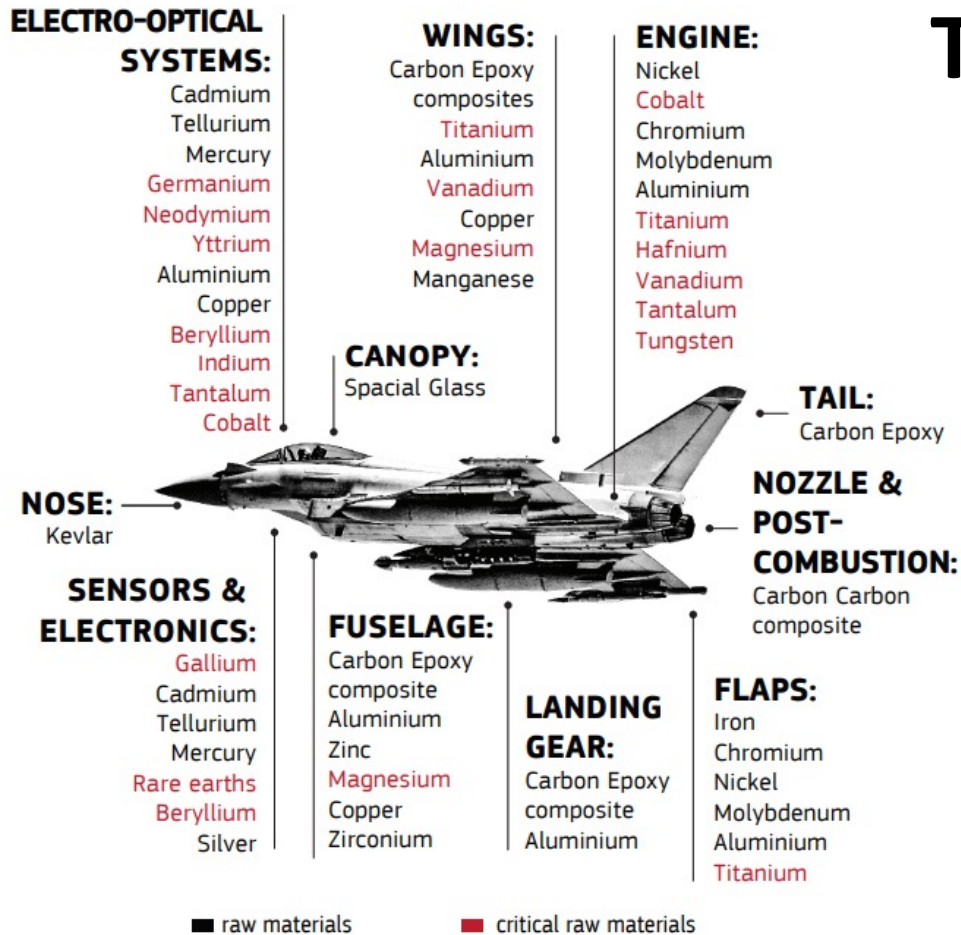 ELECTRO-OPTICAL
SYSTEMS:
Cadmium
Tellurium
Mercury
Germanium
Neodymium
Yttrium
Aluminium
Copper
Beryllium
Indium
Tantalum
Cobalt
WINGS:
Carbon Epoxy
composites
Titanium
Aluminium
Vanadium
Copper
Magnesium
Manganese
ENGINE:
Nickel
Cobalt
Chromium
Molybdenum
Aluminium
Titanium
Hafnium
Vanadium
Tantalum
Tungsten
T
CANOPY:
Spacial Glass
TAIL:
Carbon Epoxy
NOSE:
Kevlar
NOZZLE &
POST-
COMBUSTION:
Carbon Carbon
composite
SENSORS &
ELECTRONICS:
Gallium
Cadmium
Tellurium
Mercury
Rare earths
Beryllium
Silver
FUSELAGE:
Carbon Epoxy
composite
Aluminium
Zinc
Magnesium
Copper
Zirconium
LANDING
GEAR:
Carbon Epoxy
composite
Aluminium
FLAPS:
Iron
Chromium
Nickel
Molybdenum
Aluminium
Titanium
raw materials
critical raw materials